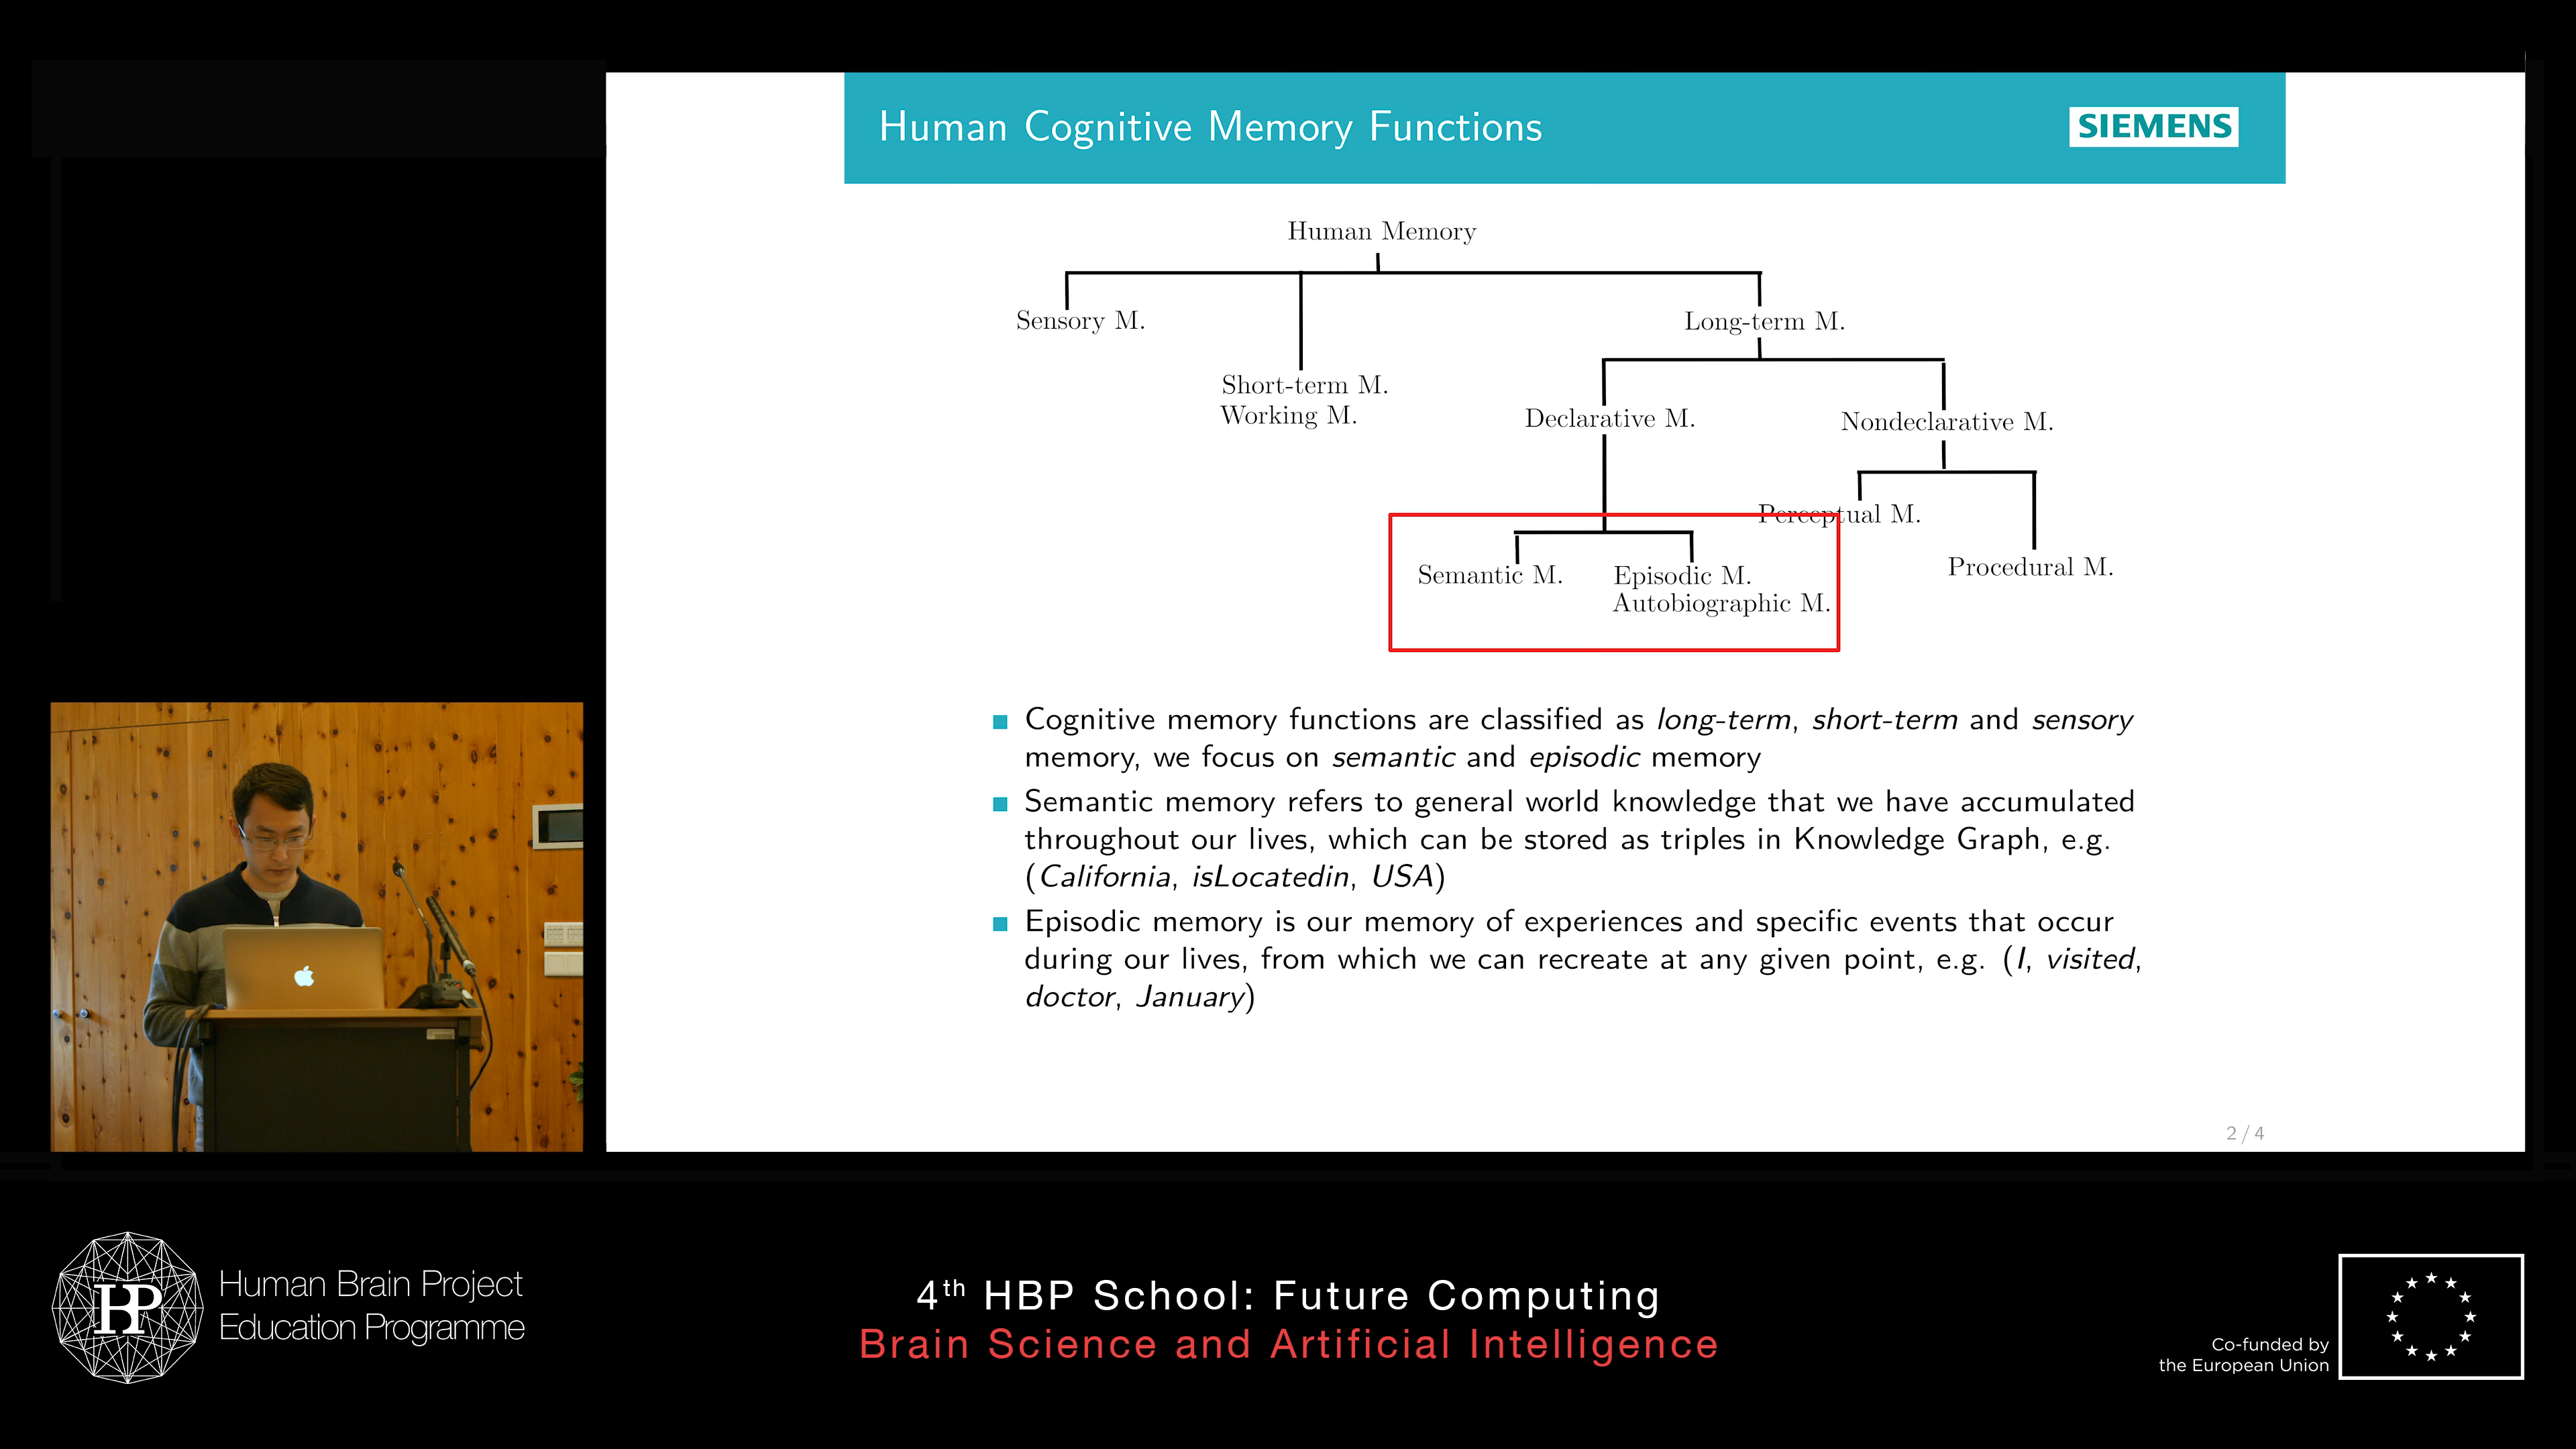 Human Cognitive Memory Functions
SIEMENS
Human Memory
Sensory M.
Long-term M.
Short-term M.
Working M.
Declarative M.
Nondeclarative M.
Perceptual M.
Procedural M.
Semantic M.
Episodic M.
Autobiographic M.
Cognitive memory functions are classified as long-term, short-term and sensory
memory, we focus on semantic and episodic memory
Semantic memory refers to general world knowledge that we have accumulated
throughout our lives, which can be stored as triples in Knowledge Graph, e.g.
(California, isLocatedin, USA)
Episodic memory is our memory of experiences and specific events that occur
during our lives, from which we can recreate at any given point, e.g. (I, visited,
doctor, January)
2 / 4
HBP
Human Brain Project
Education Programme
4th HBP School: Future Computing
Brain Science and Artificial Intelligence
Co-funded by
the European Union